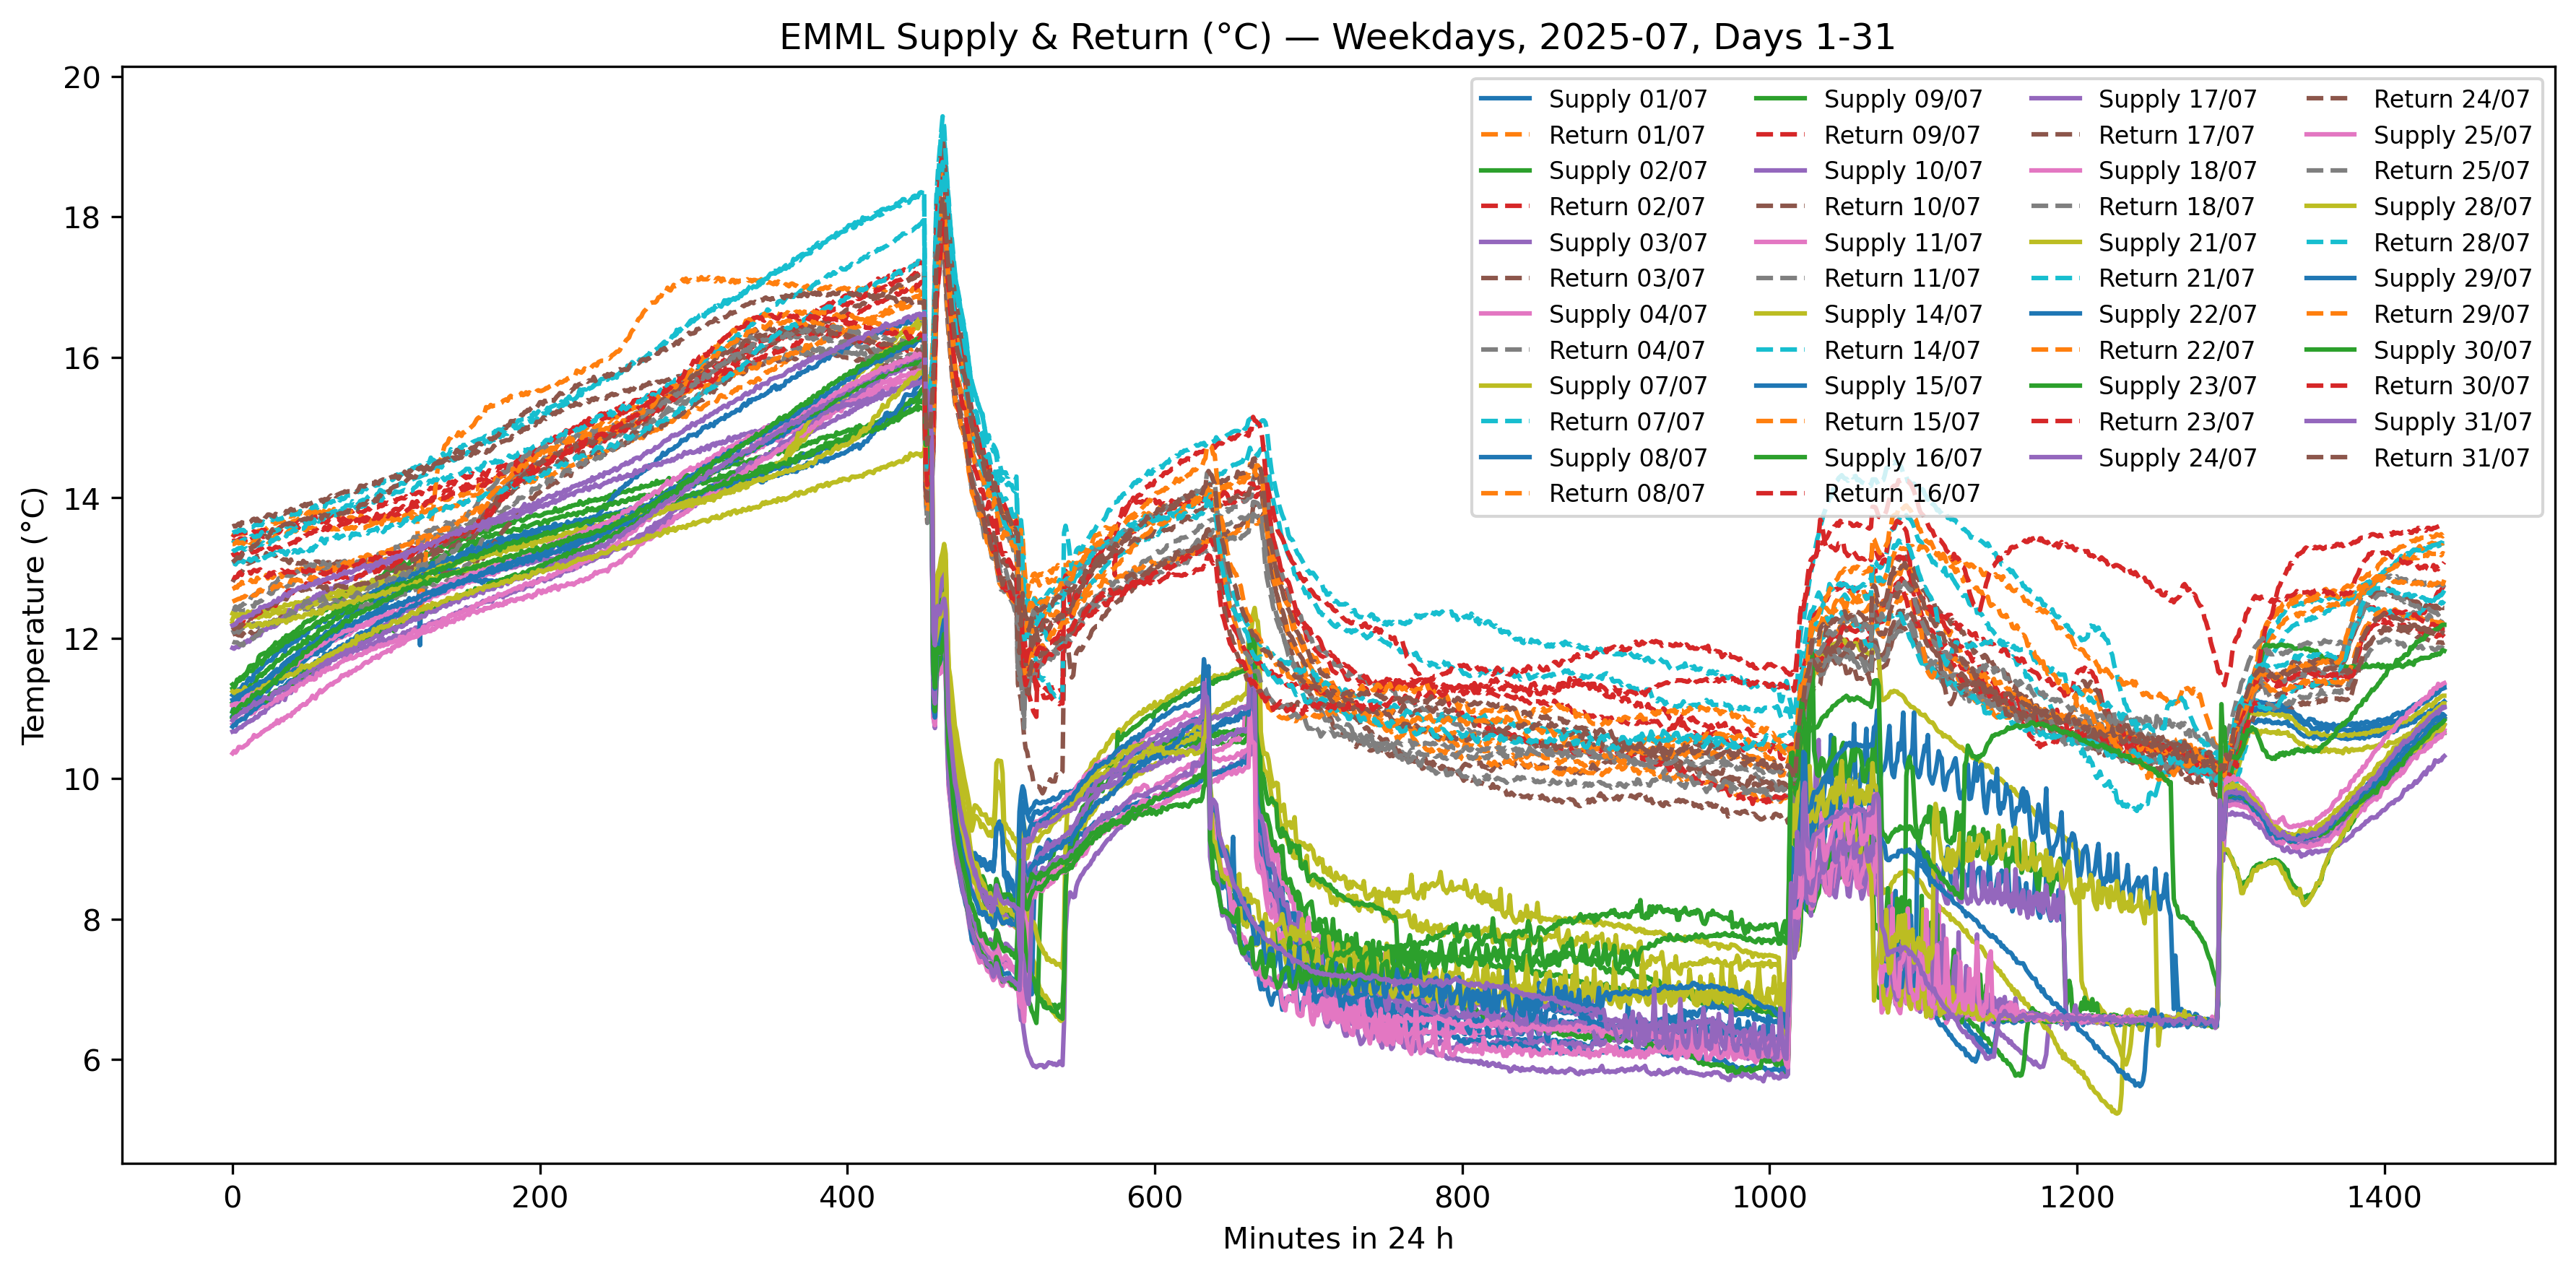 EMML Supply & Return (°C) — Weekdays, 2025-07, Days 1-31
Temperature (°C)
20
18
16
14
12
10
8
6
Supply 01/07
Return 01/07
Supply 02/07
Return 02/07
Supply 03/07
Return 03/07
Supply 04/07
Return 04/07
Supply 07/07
Return 07/07
Supply 08/07
Return 08/07
Supply 09/07
Return 09/07
Supply 10/07
Return 10/07
Supply 11/07
Return 11/07
Supply 14/07
Return 14/07
Supply 15/07
Return 15/07
Supply 16/07
Return 16/07
Supply 17/07
Return 17/07
Supply 18/07
Return 18/07
Supply 21/07
Return 21/07
Supply 22/07
Return 22/07
Supply 23/07
Return 23/07
Supply 24/07
Return 24/07
Supply 25/07
Return 25/07
Supply 28/07
Return 28/07
Supply 29/07
Return 29/07
Supply 30/07
Return 30/07
Supply 31/07
Return 31/07
0 200 400 600 800 1000 1200 1400
Minutes in 24 h